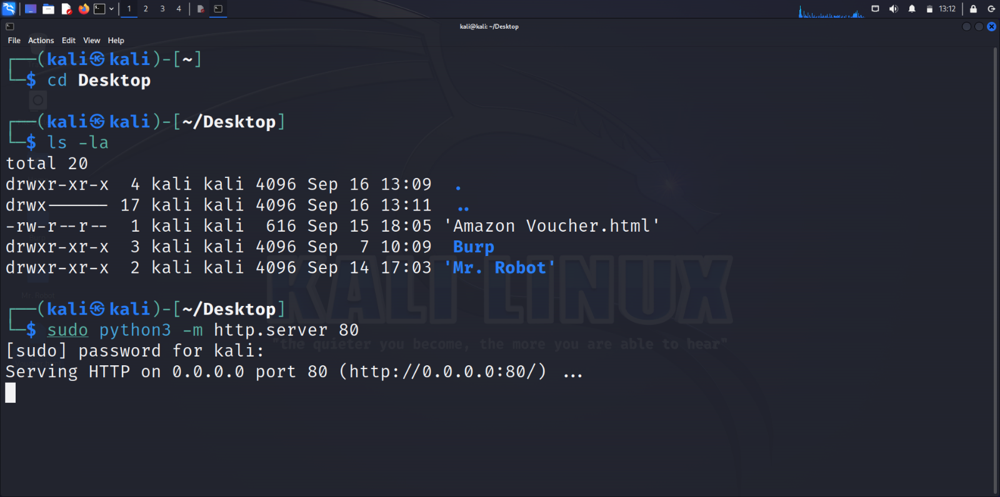 1 2 3 4 13:12
kali@kali: ~/Desktop
File Actions Edit View Help
┌──(kali㉿kali)-[~]
└─$ cd Desktop
┌──(kali㉿kali)-[~/Desktop]
└─$ ls -la
total 20
drwxr-xr-x  4 kali kali 4096 Sep 16 13:09  .
drwx------ 17 kali kali 4096 Sep 16 13:11  ..
-rw-r--r--  1 kali kali  616 Sep 15 18:05 'Amazon Voucher.html'
drwxr-xr-x  3 kali kali 4096 Sep  7 10:09  Burp
drwxr-xr-x  2 kali kali 4096 Sep 14 17:03 'Mr. Robot'
Mr. Robot
KALI LINUX
┌──(kali㉿kali)-[~/Desktop]
└─$ sudo python3 -m http.server 80
"the quieter you become, the more you are able to hear"
[sudo] password for kali:
Serving HTTP on 0.0.0.0 port 80 (http://0.0.0.0:80/) ...